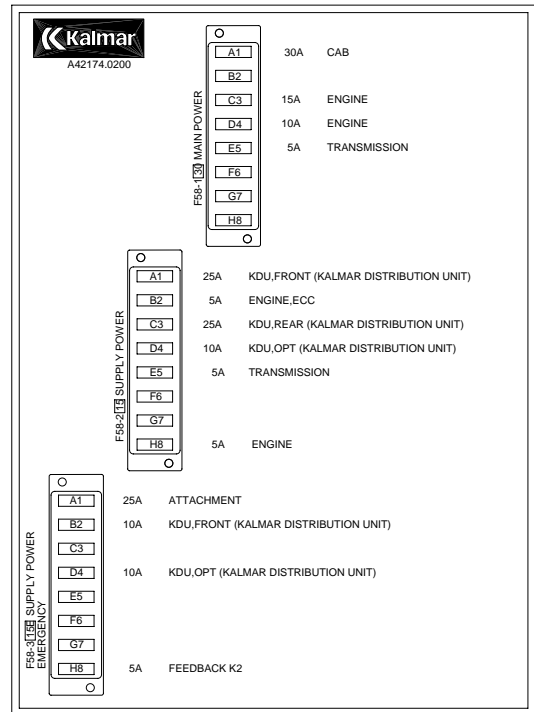 Kalmar
A42174.0200
F58-1 30 MAIN POWER
A1 30A CAB
B2
C3 15A ENGINE
D4 10A ENGINE
E5 5A TRANSMISSION
F6
G7
H8
F58-2 15 SUPPLY POWER
A1 25A KDU,FRONT (KALMAR DISTRIBUTION UNIT)
B2 5A ENGINE,ECC
C3 25A KDU,REAR (KALMAR DISTRIBUTION UNIT)
D4 10A KDU,OPT (KALMAR DISTRIBUTION UNIT)
E5 5A TRANSMISSION
F6
G7
H8 5A ENGINE
F58-3 15E SUPPLY POWER
EMERGENCY
A1 25A ATTACHMENT
B2 10A KDU,FRONT (KALMAR DISTRIBUTION UNIT)
C3
D4 10A KDU,OPT (KALMAR DISTRIBUTION UNIT)
E5
F6
G7
H8 5A FEEDBACK K2